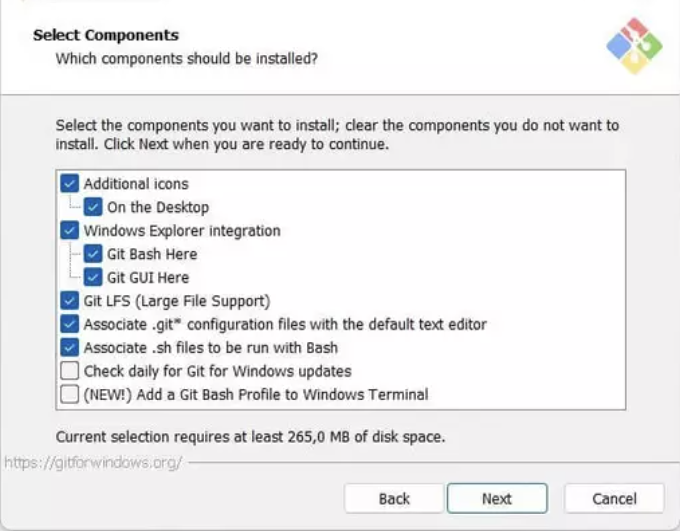 Select Components
Which components should be installed?
Select the components you want to install; clear the components you do not want to
install. Click Next when you are ready to continue.
Additional icons
On the Desktop
Windows Explorer integration
Git Bash Here
Git GUI Here
Git LFS (Large File Support)
Associate .git* configuration files with the default text editor
Associate .sh files to be run with Bash
Check daily for Git for Windows updates
(NEW!) Add a Git Bash Profile to Windows Terminal
Current selection requires at least 265,0 MB of disk space.
https://gitforwindows.org/
Back
Next
Cancel